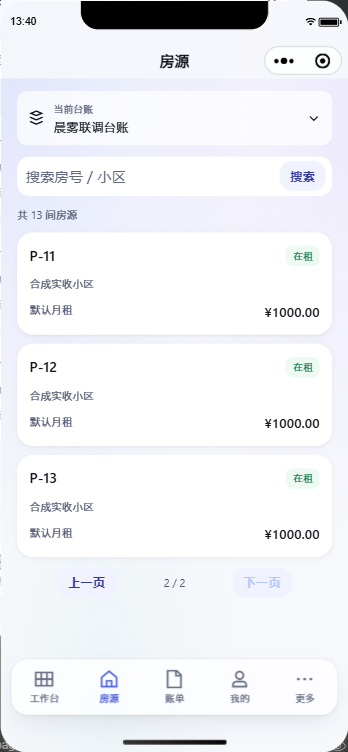 13:40
房源
当前台账
晨雾联调台账
搜索房号 / 小区
搜索
共 13 间房源
P-11
在租
合成实收小区
默认月租
¥1000.00
P-12
在租
合成实收小区
默认月租
¥1000.00
P-13
在租
合成实收小区
默认月租
¥1000.00
上一页
2 / 2
下一页
工作台
房源
账单
我的
更多